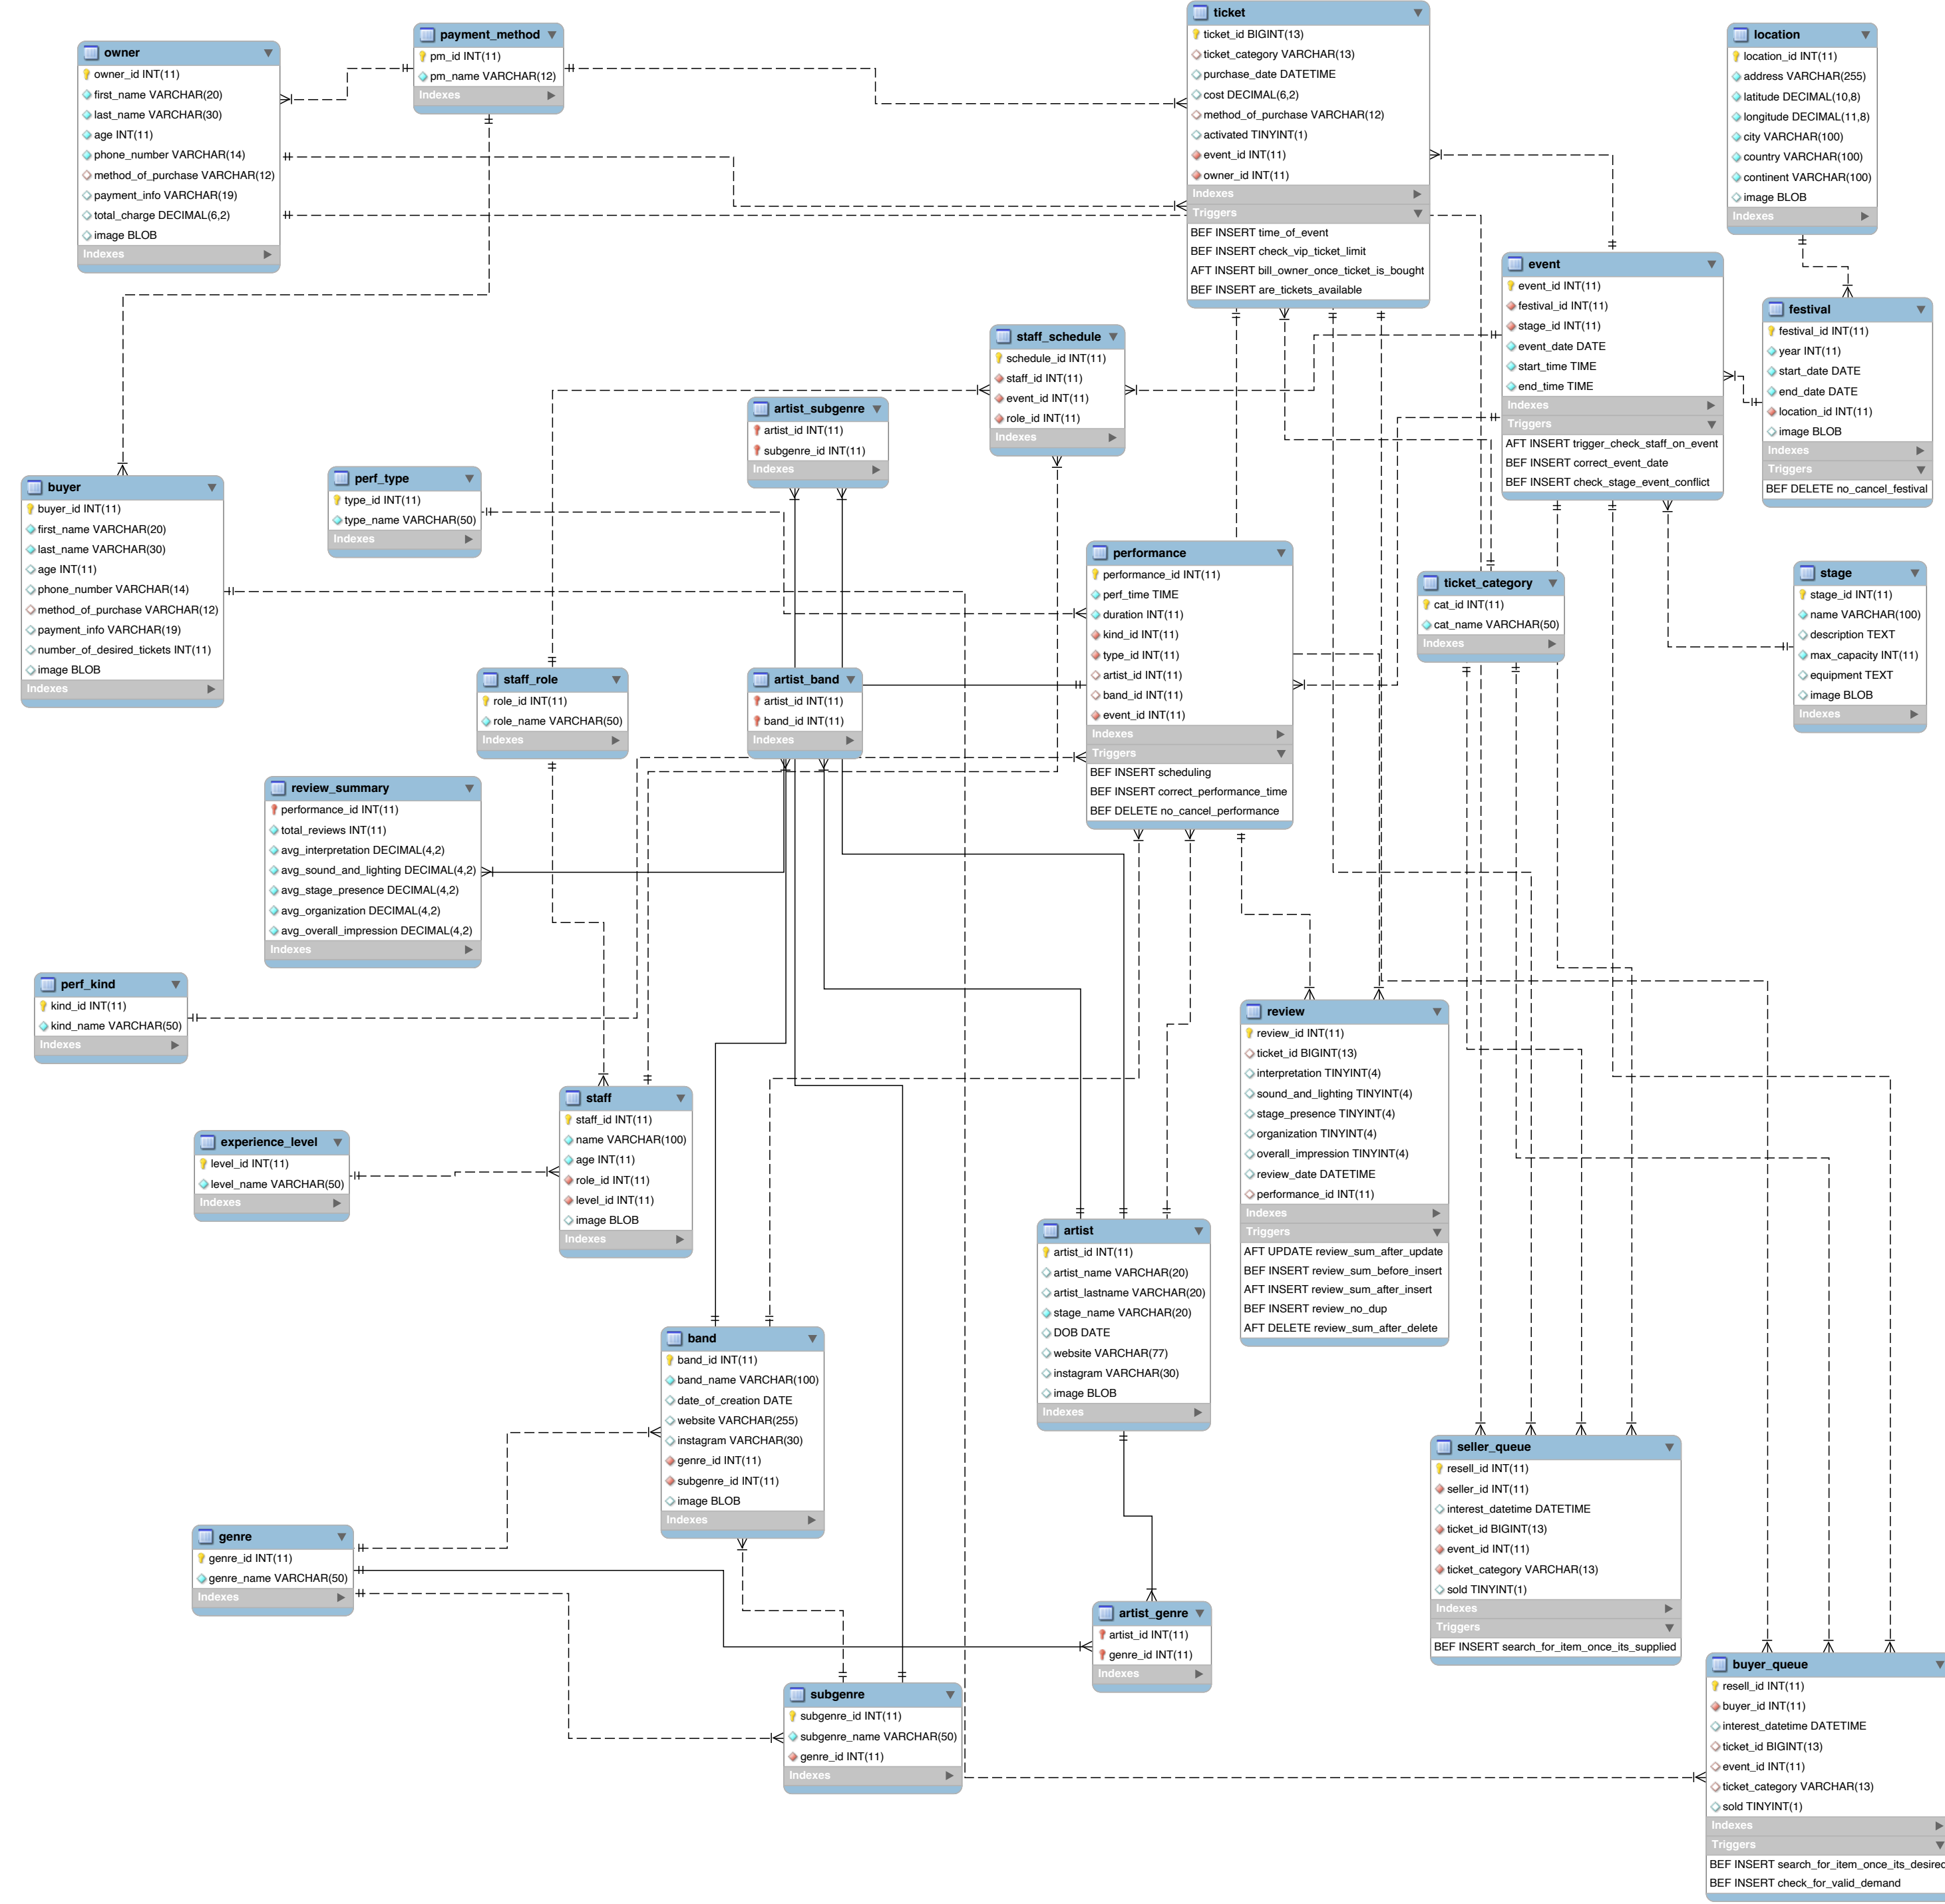 owner
owner_id INT(11)
first_name VARCHAR(20)
last_name VARCHAR(30)
age INT(11)
phone_number VARCHAR(14)
method_of_purchase VARCHAR(12)
payment_info VARCHAR(19)
total_charge DECIMAL(6,2)
image BLOB
Indexes
payment_method
pm_id INT(11)
pm_name VARCHAR(12)
Indexes
ticket
ticket_id BIGINT(13)
ticket_category VARCHAR(13)
purchase_date DATETIME
cost DECIMAL(6,2)
method_of_purchase VARCHAR(12)
activated TINYINT(1)
event_id INT(11)
owner_id INT(11)
Indexes
Triggers
BEF INSERT time_of_event
BEF INSERT check_vip_ticket_limit
AFT INSERT bill_owner_once_ticket_is_bought
BEF INSERT are_tickets_available
location
location_id INT(11)
address VARCHAR(255)
latitude DECIMAL(10,8)
longitude DECIMAL(11,8)
city VARCHAR(100)
country VARCHAR(100)
continent VARCHAR(100)
image BLOB
Indexes
event
event_id INT(11)
festival_id INT(11)
stage_id INT(11)
event_date DATE
start_time TIME
end_time TIME
Indexes
Triggers
AFT INSERT trigger_check_staff_on_event
BEF INSERT correct_event_date
BEF INSERT check_stage_event_conflict
festival
festival_id INT(11)
year INT(11)
start_date DATE
end_date DATE
location_id INT(11)
image BLOB
Indexes
Triggers
BEF DELETE no_cancel_festival
staff_schedule
schedule_id INT(11)
staff_id INT(11)
event_id INT(11)
role_id INT(11)
Indexes
artist_subgenre
artist_id INT(11)
subgenre_id INT(11)
Indexes
perf_type
type_id INT(11)
type_name VARCHAR(50)
Indexes
buyer
buyer_id INT(11)
first_name VARCHAR(20)
last_name VARCHAR(30)
age INT(11)
phone_number VARCHAR(14)
method_of_purchase VARCHAR(12)
payment_info VARCHAR(19)
number_of_desired_tickets INT(11)
image BLOB
Indexes
performance
performance_id INT(11)
perf_time TIME
duration INT(11)
kind_id INT(11)
type_id INT(11)
artist_id INT(11)
band_id INT(11)
event_id INT(11)
Indexes
Triggers
BEF INSERT scheduling
BEF INSERT correct_performance_time
BEF DELETE no_cancel_performance
ticket_category
cat_id INT(11)
cat_name VARCHAR(50)
Indexes
stage
stage_id INT(11)
name VARCHAR(100)
description TEXT
max_capacity INT(11)
equipment TEXT
image BLOB
Indexes
staff_role
role_id INT(11)
role_name VARCHAR(50)
Indexes
artist_band
artist_id INT(11)
band_id INT(11)
Indexes
review_summary
performance_id INT(11)
total_reviews INT(11)
avg_interpretation DECIMAL(4,2)
avg_sound_and_lighting DECIMAL(4,2)
avg_stage_presence DECIMAL(4,2)
avg_organization DECIMAL(4,2)
avg_overall_impression DECIMAL(4,2)
Indexes
perf_kind
kind_id INT(11)
kind_name VARCHAR(50)
Indexes
review
review_id INT(11)
ticket_id BIGINT(13)
interpretation TINYINT(4)
sound_and_lighting TINYINT(4)
stage_presence TINYINT(4)
organization TINYINT(4)
overall_impression TINYINT(4)
review_date DATETIME
performance_id INT(11)
Indexes
Triggers
AFT UPDATE review_sum_after_update
BEF INSERT review_sum_before_insert
AFT INSERT review_sum_after_insert
BEF INSERT review_no_dup
AFT DELETE review_sum_after_delete
staff
staff_id INT(11)
name VARCHAR(100)
age INT(11)
role_id INT(11)
level_id INT(11)
image BLOB
Indexes
experience_level
level_id INT(11)
level_name VARCHAR(50)
Indexes
artist
artist_id INT(11)
artist_name VARCHAR(20)
artist_lastname VARCHAR(20)
stage_name VARCHAR(20)
DOB DATE
website VARCHAR(77)
instagram VARCHAR(30)
image BLOB
Indexes
band
band_id INT(11)
band_name VARCHAR(100)
date_of_creation DATE
website VARCHAR(255)
instagram VARCHAR(30)
genre_id INT(11)
subgenre_id INT(11)
image BLOB
Indexes
seller_queue
resell_id INT(11)
seller_id INT(11)
interest_datetime DATETIME
ticket_id BIGINT(13)
event_id INT(11)
ticket_category VARCHAR(13)
sold TINYINT(1)
Indexes
Triggers
BEF INSERT search_for_item_once_its_supplied
genre
genre_id INT(11)
genre_name VARCHAR(50)
Indexes
artist_genre
artist_id INT(11)
genre_id INT(11)
Indexes
subgenre
subgenre_id INT(11)
subgenre_name VARCHAR(50)
genre_id INT(11)
Indexes
buyer_queue
resell_id INT(11)
buyer_id INT(11)
interest_datetime DATETIME
ticket_id BIGINT(13)
event_id INT(11)
ticket_category VARCHAR(13)
sold TINYINT(1)
Indexes
Triggers
BEF INSERT search_for_item_once_its_desired
BEF INSERT check_for_valid_demand